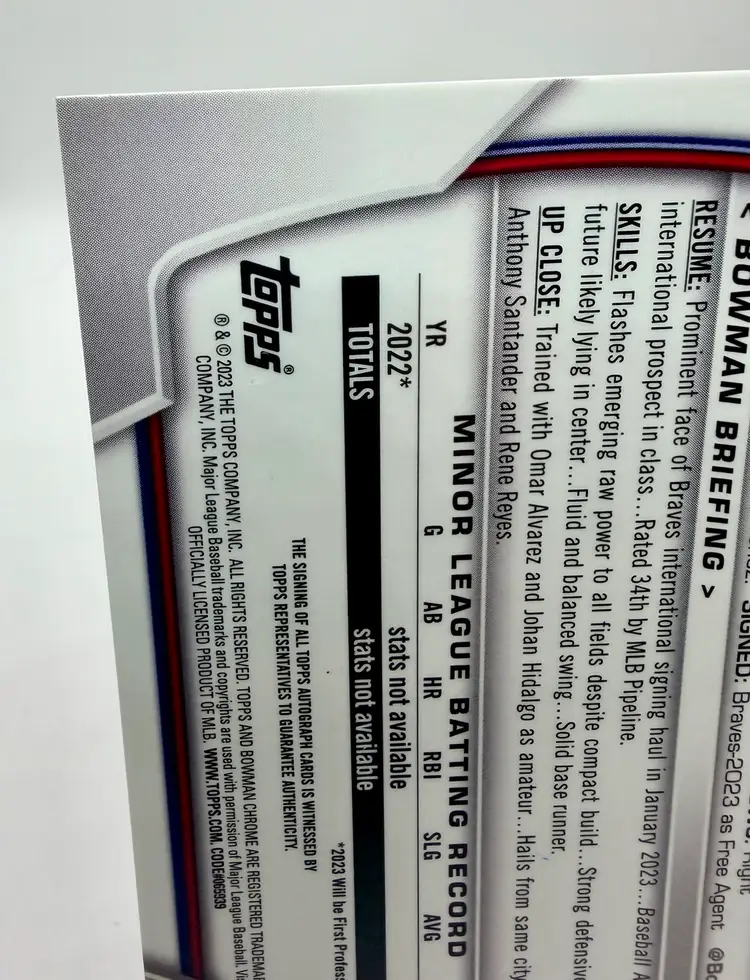 SIGNED: Braves-2023 as Free Agent
< BOWMAN BRIEFING >
RESUME: Prominent face of Braves international signing haul in January 2023....Baseball
international prospect in class...Rated 34th by MLB Pipeline.
SKILLS: Flashes emerging raw power to all fields despite compact build...Strong
future likely lying in center...Fluid and balanced swing...Solid base runner,
UP CLOSE: Trained with Omar Alvarez and Johan Hidalgo as amateur...Hails from same city
Anthony Santander and Rene Reyes.
MINOR LEAGUE BATTING RECORD
YR G AB HR RBI SLG AVG
2022* stats not available
TOTALS stats not available
*2023 Will be First
THE SIGNING OF ALL TOPPS AUTOGRAPH CARDS IS WITNESSED BY
TOPPS REPRESENTATIVES TO GUARANTEE AUTHENTICITY.
topps®
® & © 2023 THE TOPPS COMPANY, INC. ALL RIGHTS RESERVED. TOPPS AND BOWMAN CHROME ARE REGISTERED
COMPANY, INC. Major League Baseball trademarks and copyrights are used with permission of Major League Baseball.
OFFICIALLY LICENSED PRODUCT OF MLB. WWW.TOPPS.COM. CODE#065939